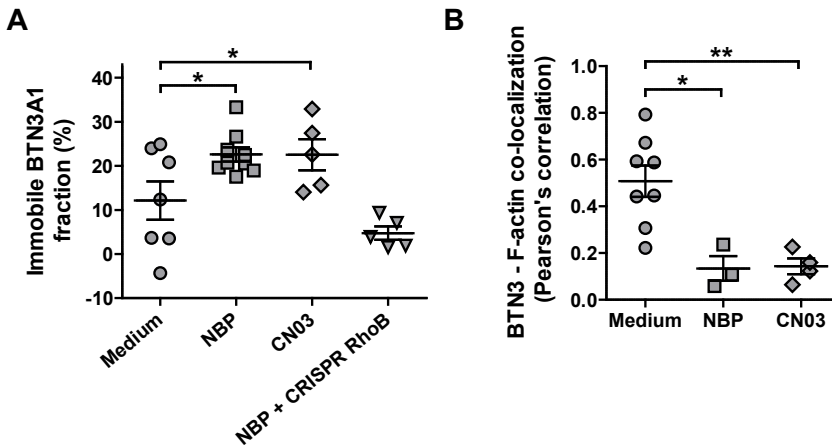 A
Immobile BTN3A1
fraction (%)
40
30
20
10
0
-10
*
*
Medium
NBP
CN03
NBP + CRISPR RhoB
B
BTN3 - F-actin co-localization
(Pearson's correlation)
1.0
0.8
0.6
0.4
0.2
0.0
**
*
Medium
NBP
CN03